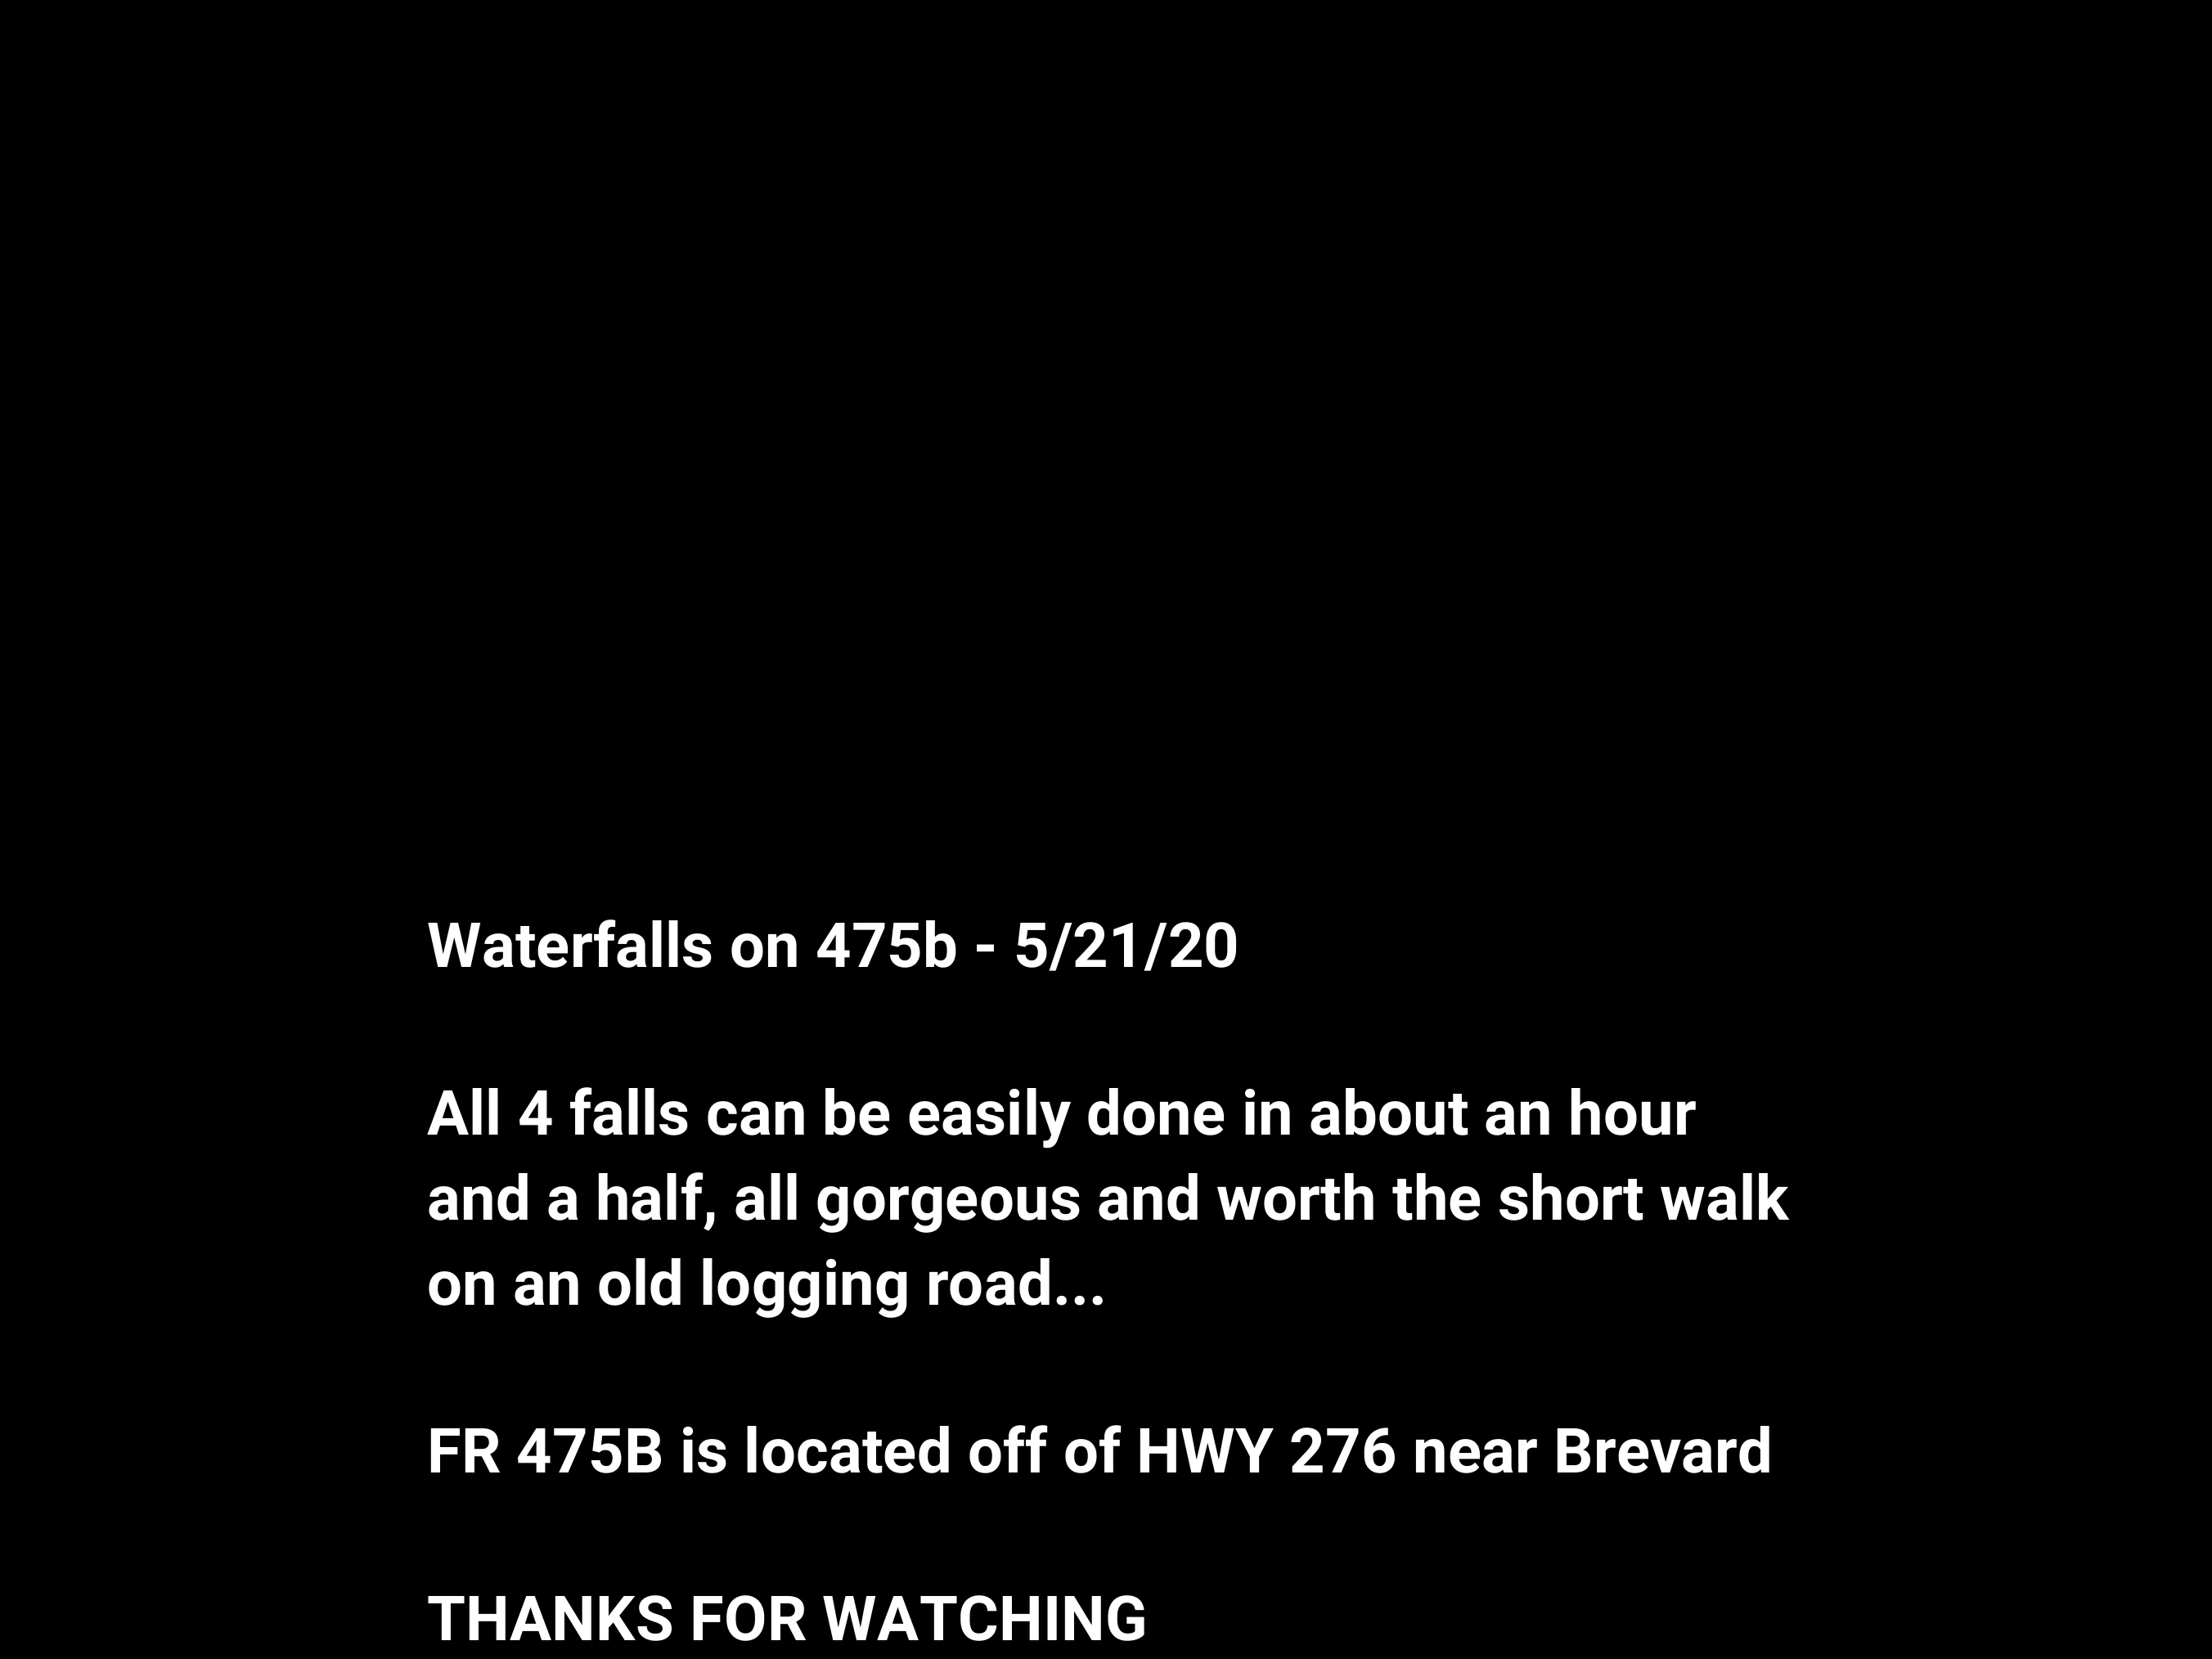 Waterfalls on 475b - 5/21/20
All 4 falls can be easily done in about an hour
and a half, all gorgeous and worth the short walk
on an old logging road...
FR 475B is located off of HWY 276 near Brevard
THANKS FOR WATCHING